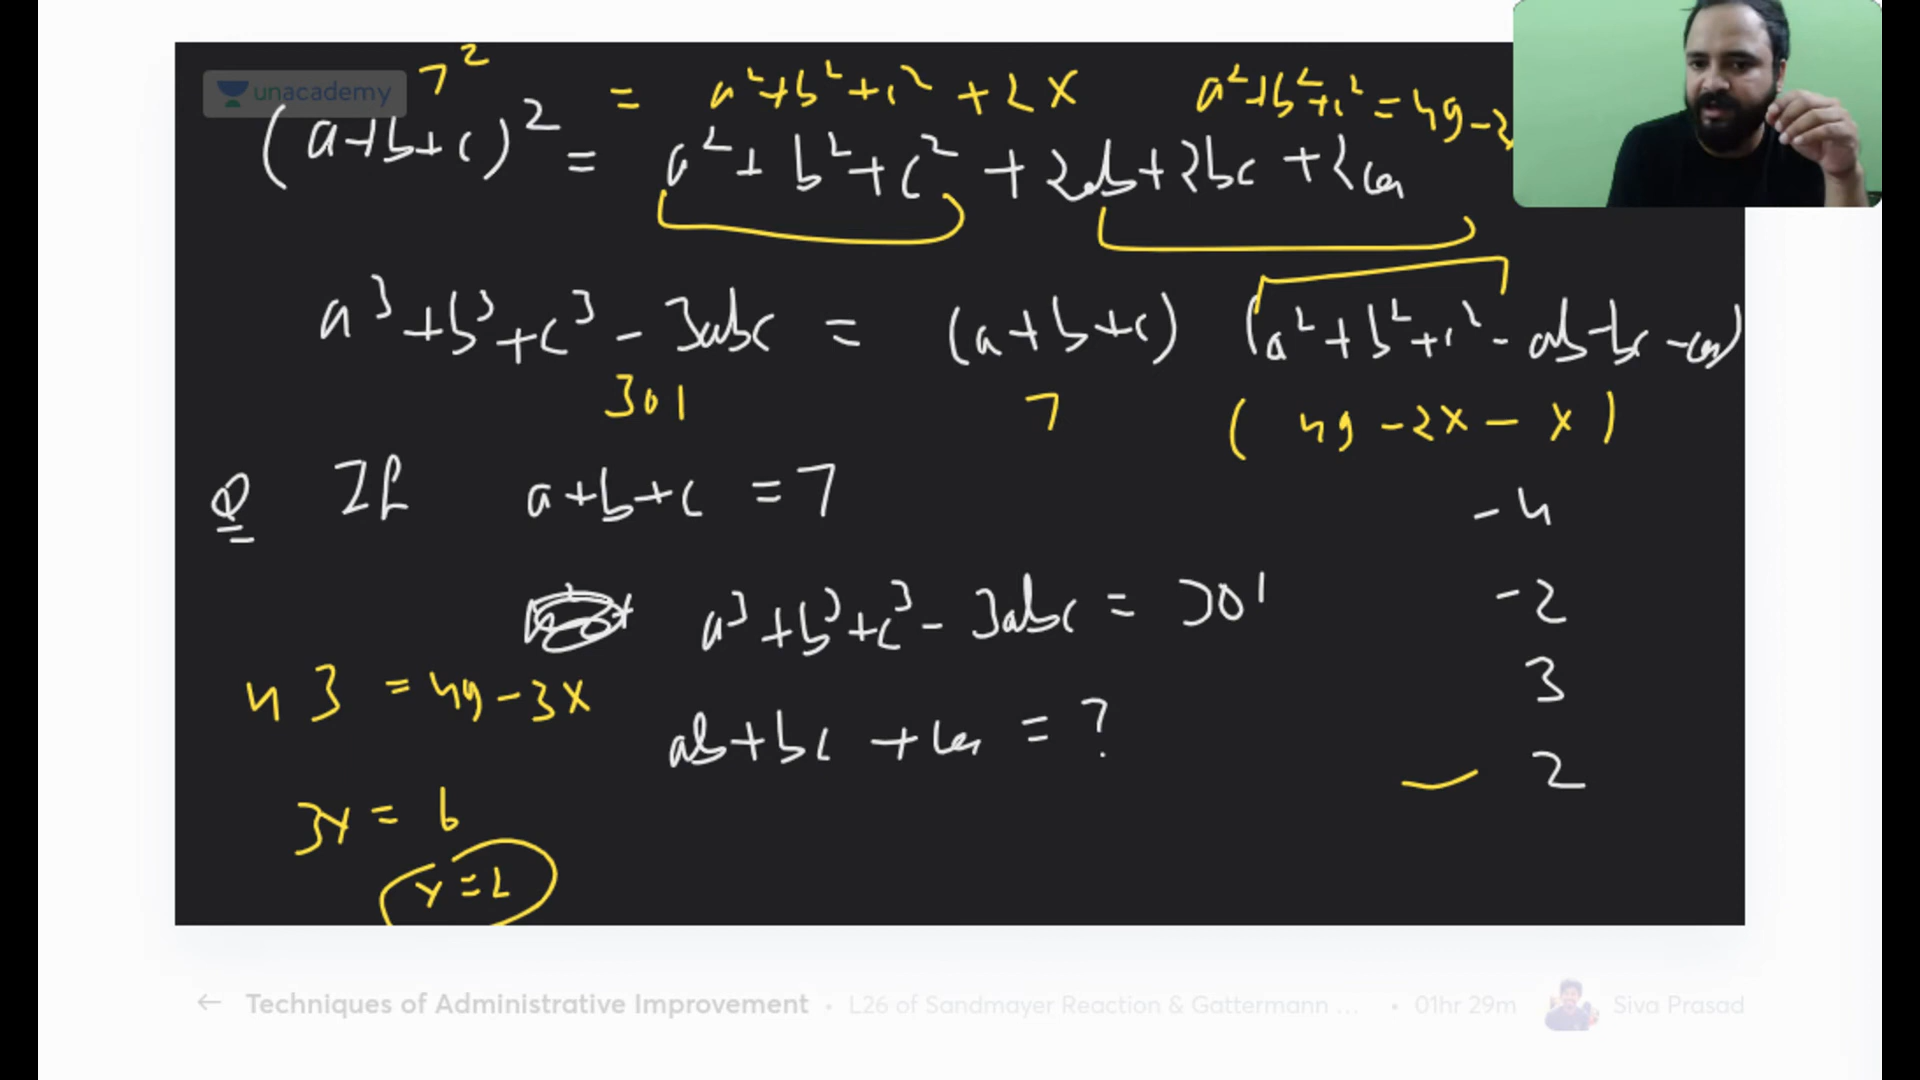 unacademy
7² = a²+b²+c² + 2x
a²+b²+c² = 49-2
(a+b+c)² = a² + b² + c² + 2ab + 2bc + 2ca
a³ + b³ + c³ - 3abc = (a+b+c) (a² + b² + c² - ab - bc - ca)
301 7 ( 49 - 2x - x )
Q If a+b+c = 7
-4
a³ + b³ + c³ - 3abc = 301
-2
43 = 49 - 3x
3
ab + bc + ca = ?
2
3x = 6
x = 2
← Techniques of Administrative Improvement • L26 of Sandmayer Reaction & Gattermann ... • 01hr 29m Siva Prasad